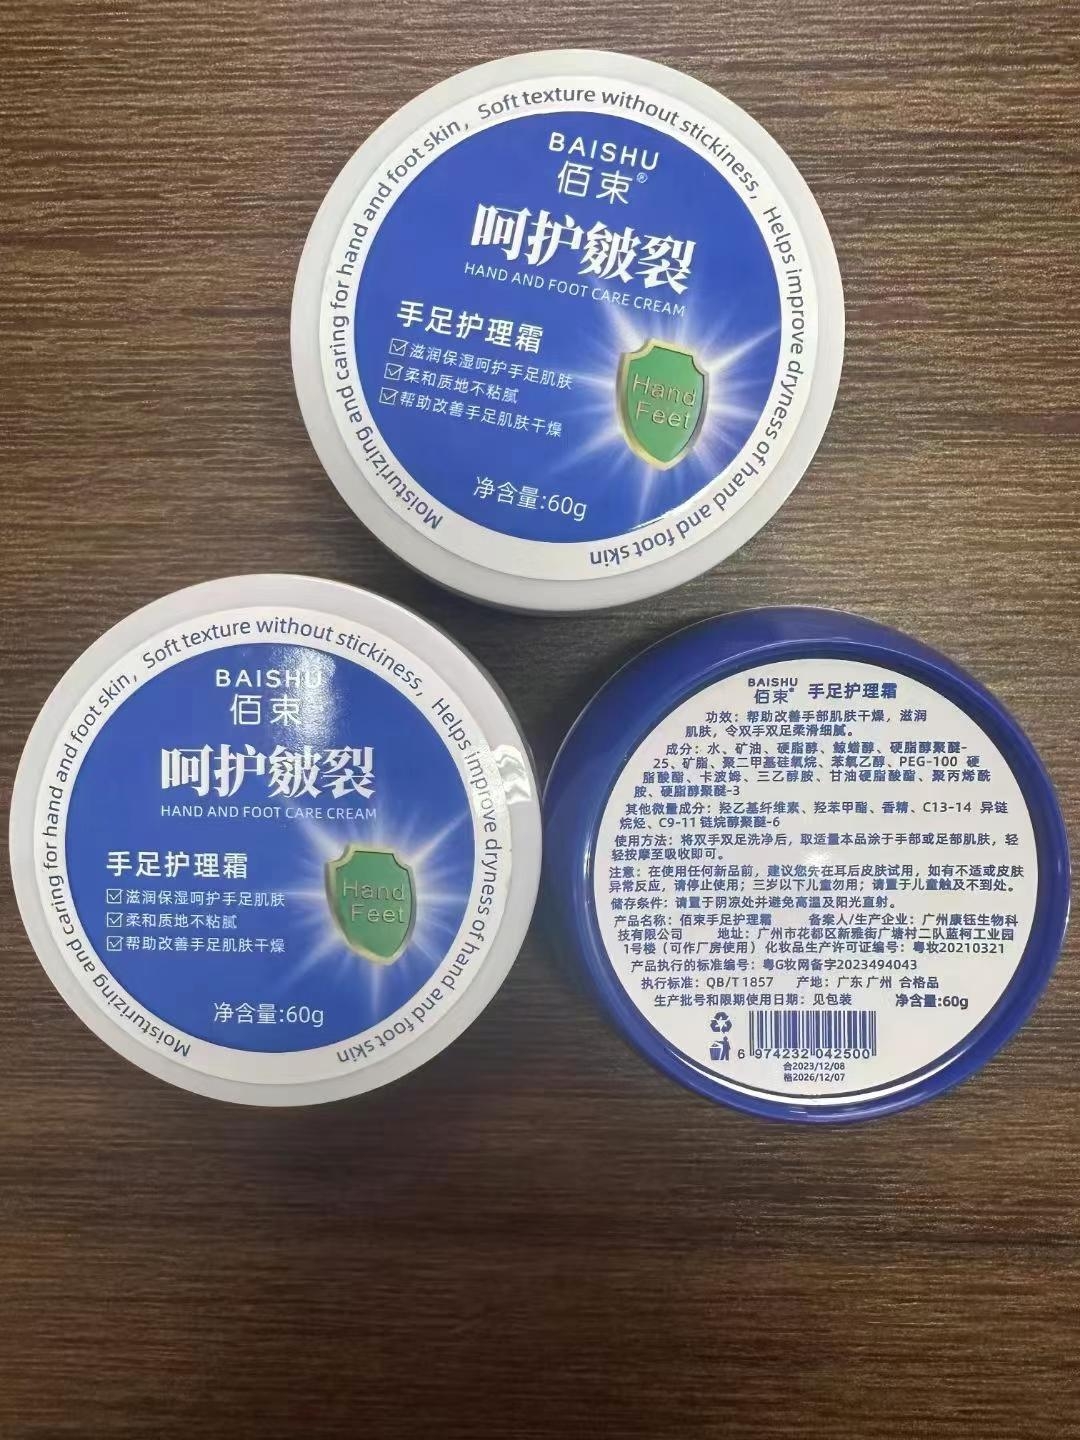 Moisturizing and caring for hand and foot skin, Soft texture without stickiness, Helps improve dryness of hand and foot skin
BAISHU
佰束®
呵护皴裂
HAND AND FOOT CARE CREAM
手足护理霜
滋润保湿呵护手足肌肤
柔和质地不粘腻
帮助改善手足肌肤干燥
Hand
Feet
净含量:60g
Moisturizing and caring for hand and foot skin, Soft texture without stickiness, Helps improve dryness of hand and foot skin
BAISHU
佰束
呵护皴裂
HAND AND FOOT CARE CREAM
手足护理霜
滋润保湿呵护手足肌肤
柔和质地不粘腻
帮助改善手足肌肤干燥
Hand
Feet
净含量:60g
BAISHU
佰束® 手足护理霜
功效：帮助改善手部肌肤干燥，滋润
肌肤，令双手双足柔滑细腻。
成分：水、矿油、硬脂醇、鲸蜡醇、硬脂醇聚醚-
25、矿脂、聚二甲基硅氧烷、苯氧乙醇、PEG-100 硬
脂酸酯、卡波姆、三乙醇胺、甘油硬脂酸酯、聚丙烯酰
胺、硬脂醇聚醚-3
其他微量成分：羟乙基纤维素、羟苯甲酯、香精、C13-14 异链
烷烃、C9-11 链烷醇聚醚-6
使用方法：将双手双足洗净后，取适量本品涂于手部或足部肌肤，轻
轻按摩至吸收即可。
注意：在使用任何新品前，建议您先在耳后皮肤试用，如有不适或皮肤
异常反应，请停止使用；三岁以下儿童勿用；请置于儿童触及不到处。
储存条件：请置于阴凉处并避免高温及阳光直射。
产品名称：佰束手足护理霜 备案人/生产企业：广州康钰生物科
技有限公司 地址：广州市花都区新雅街广塘村二队蓝柯工业园
1号楼（可作厂房使用）化妆品生产许可证编号：粤妆20210321
产品执行的标准编号：粤G妆网备字2023494043
执行标准：QB/T 1857 产地：广东 广州 合格品
生产批号和限期使用日期：见包装 净含量:60g
6 974232 042500
合2023/12/08
格2026/12/07